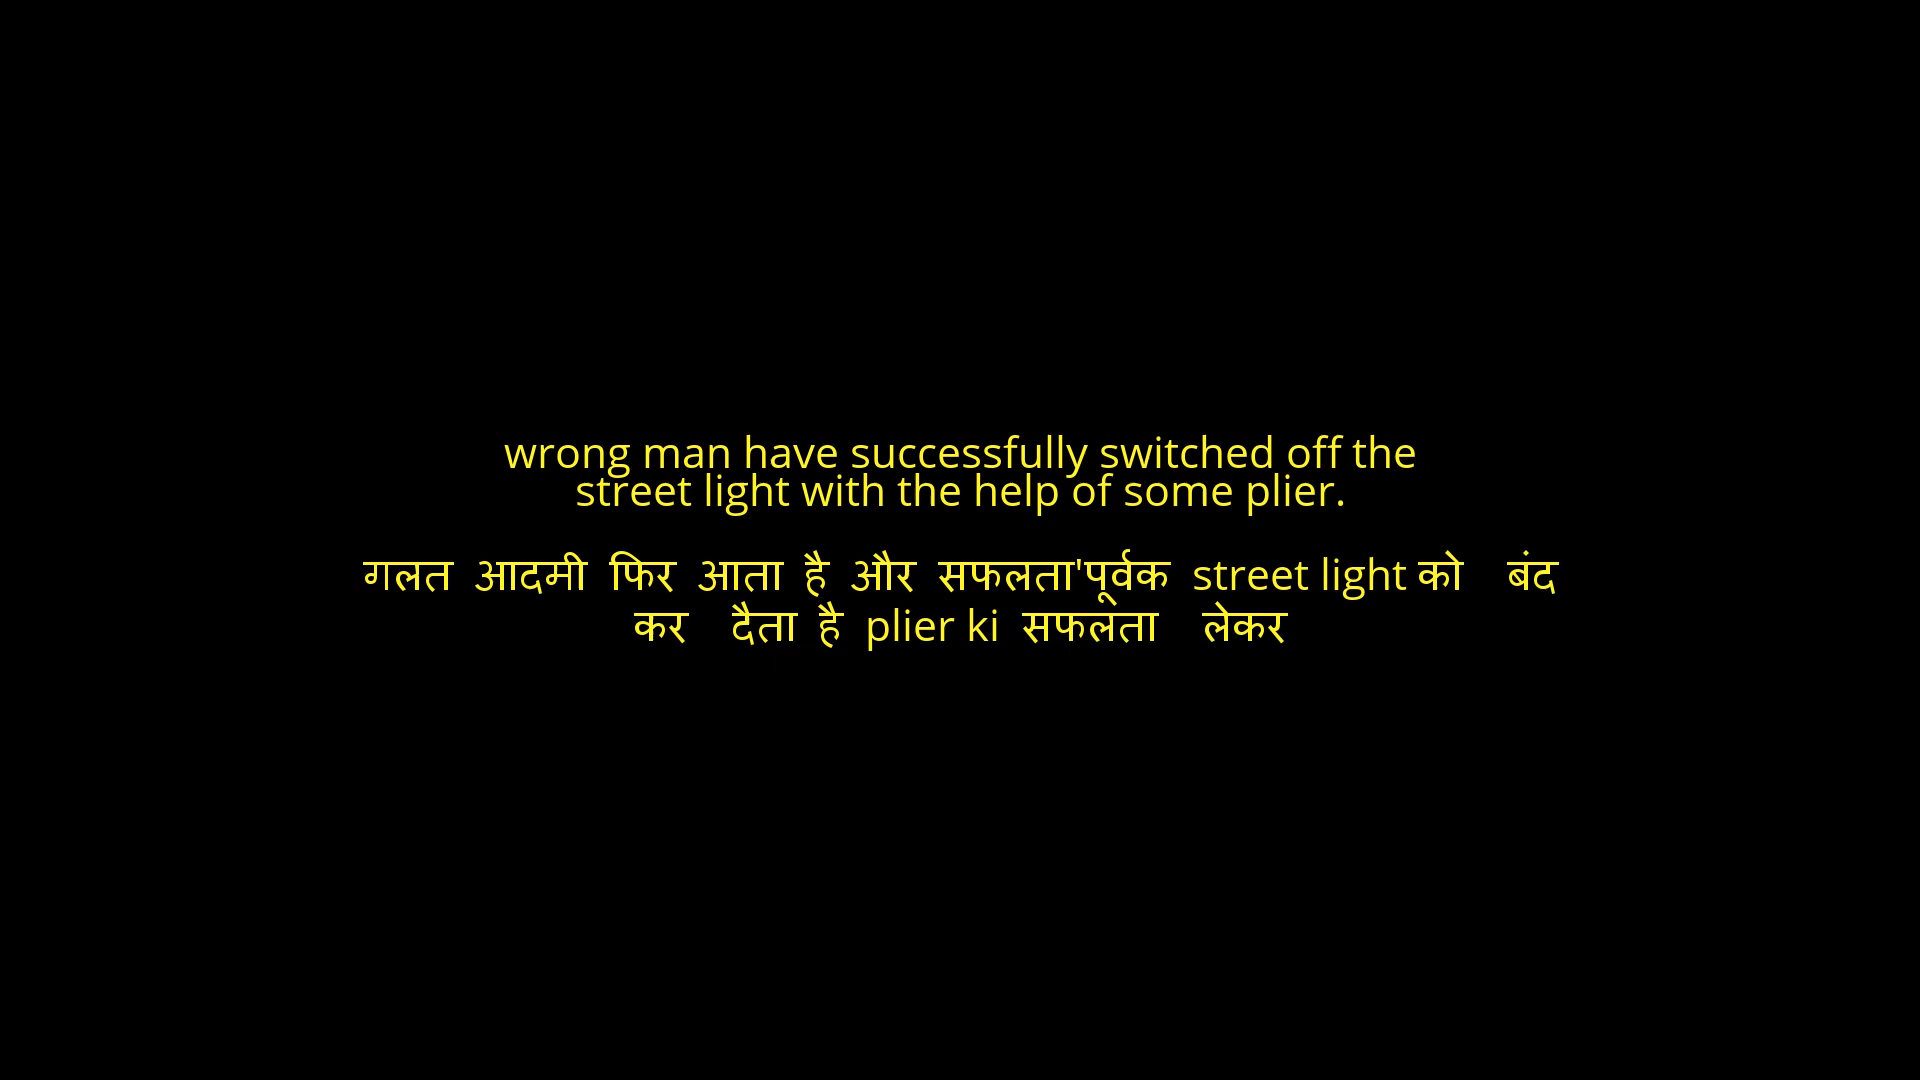 wrong man have successfully switched off the
street light with the help of some plier.
गलत आदमी फिर आता है और सफलता'पूर्वक street light को बंद
कर दैता है plier ki सफलता लेकर